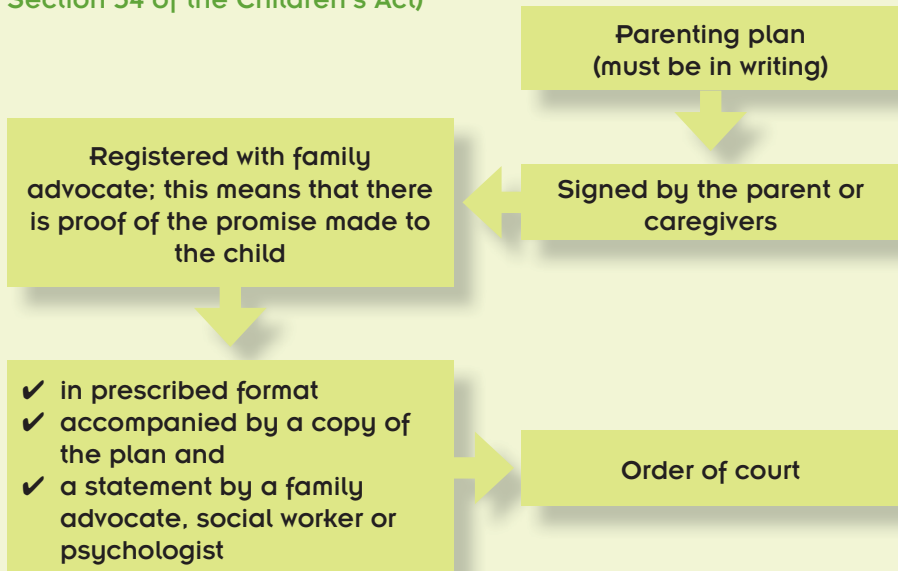 Section 34 of the Children's Act)
Parenting plan
(must be in writing)
Signed by the parent or
caregivers
Registered with family
advocate; this means that there
is proof of the promise made to
the child
✔ in prescribed format
✔ accompanied by a copy of
the plan and
✔ a statement by a family
advocate, social worker or
psychologist
Order of court